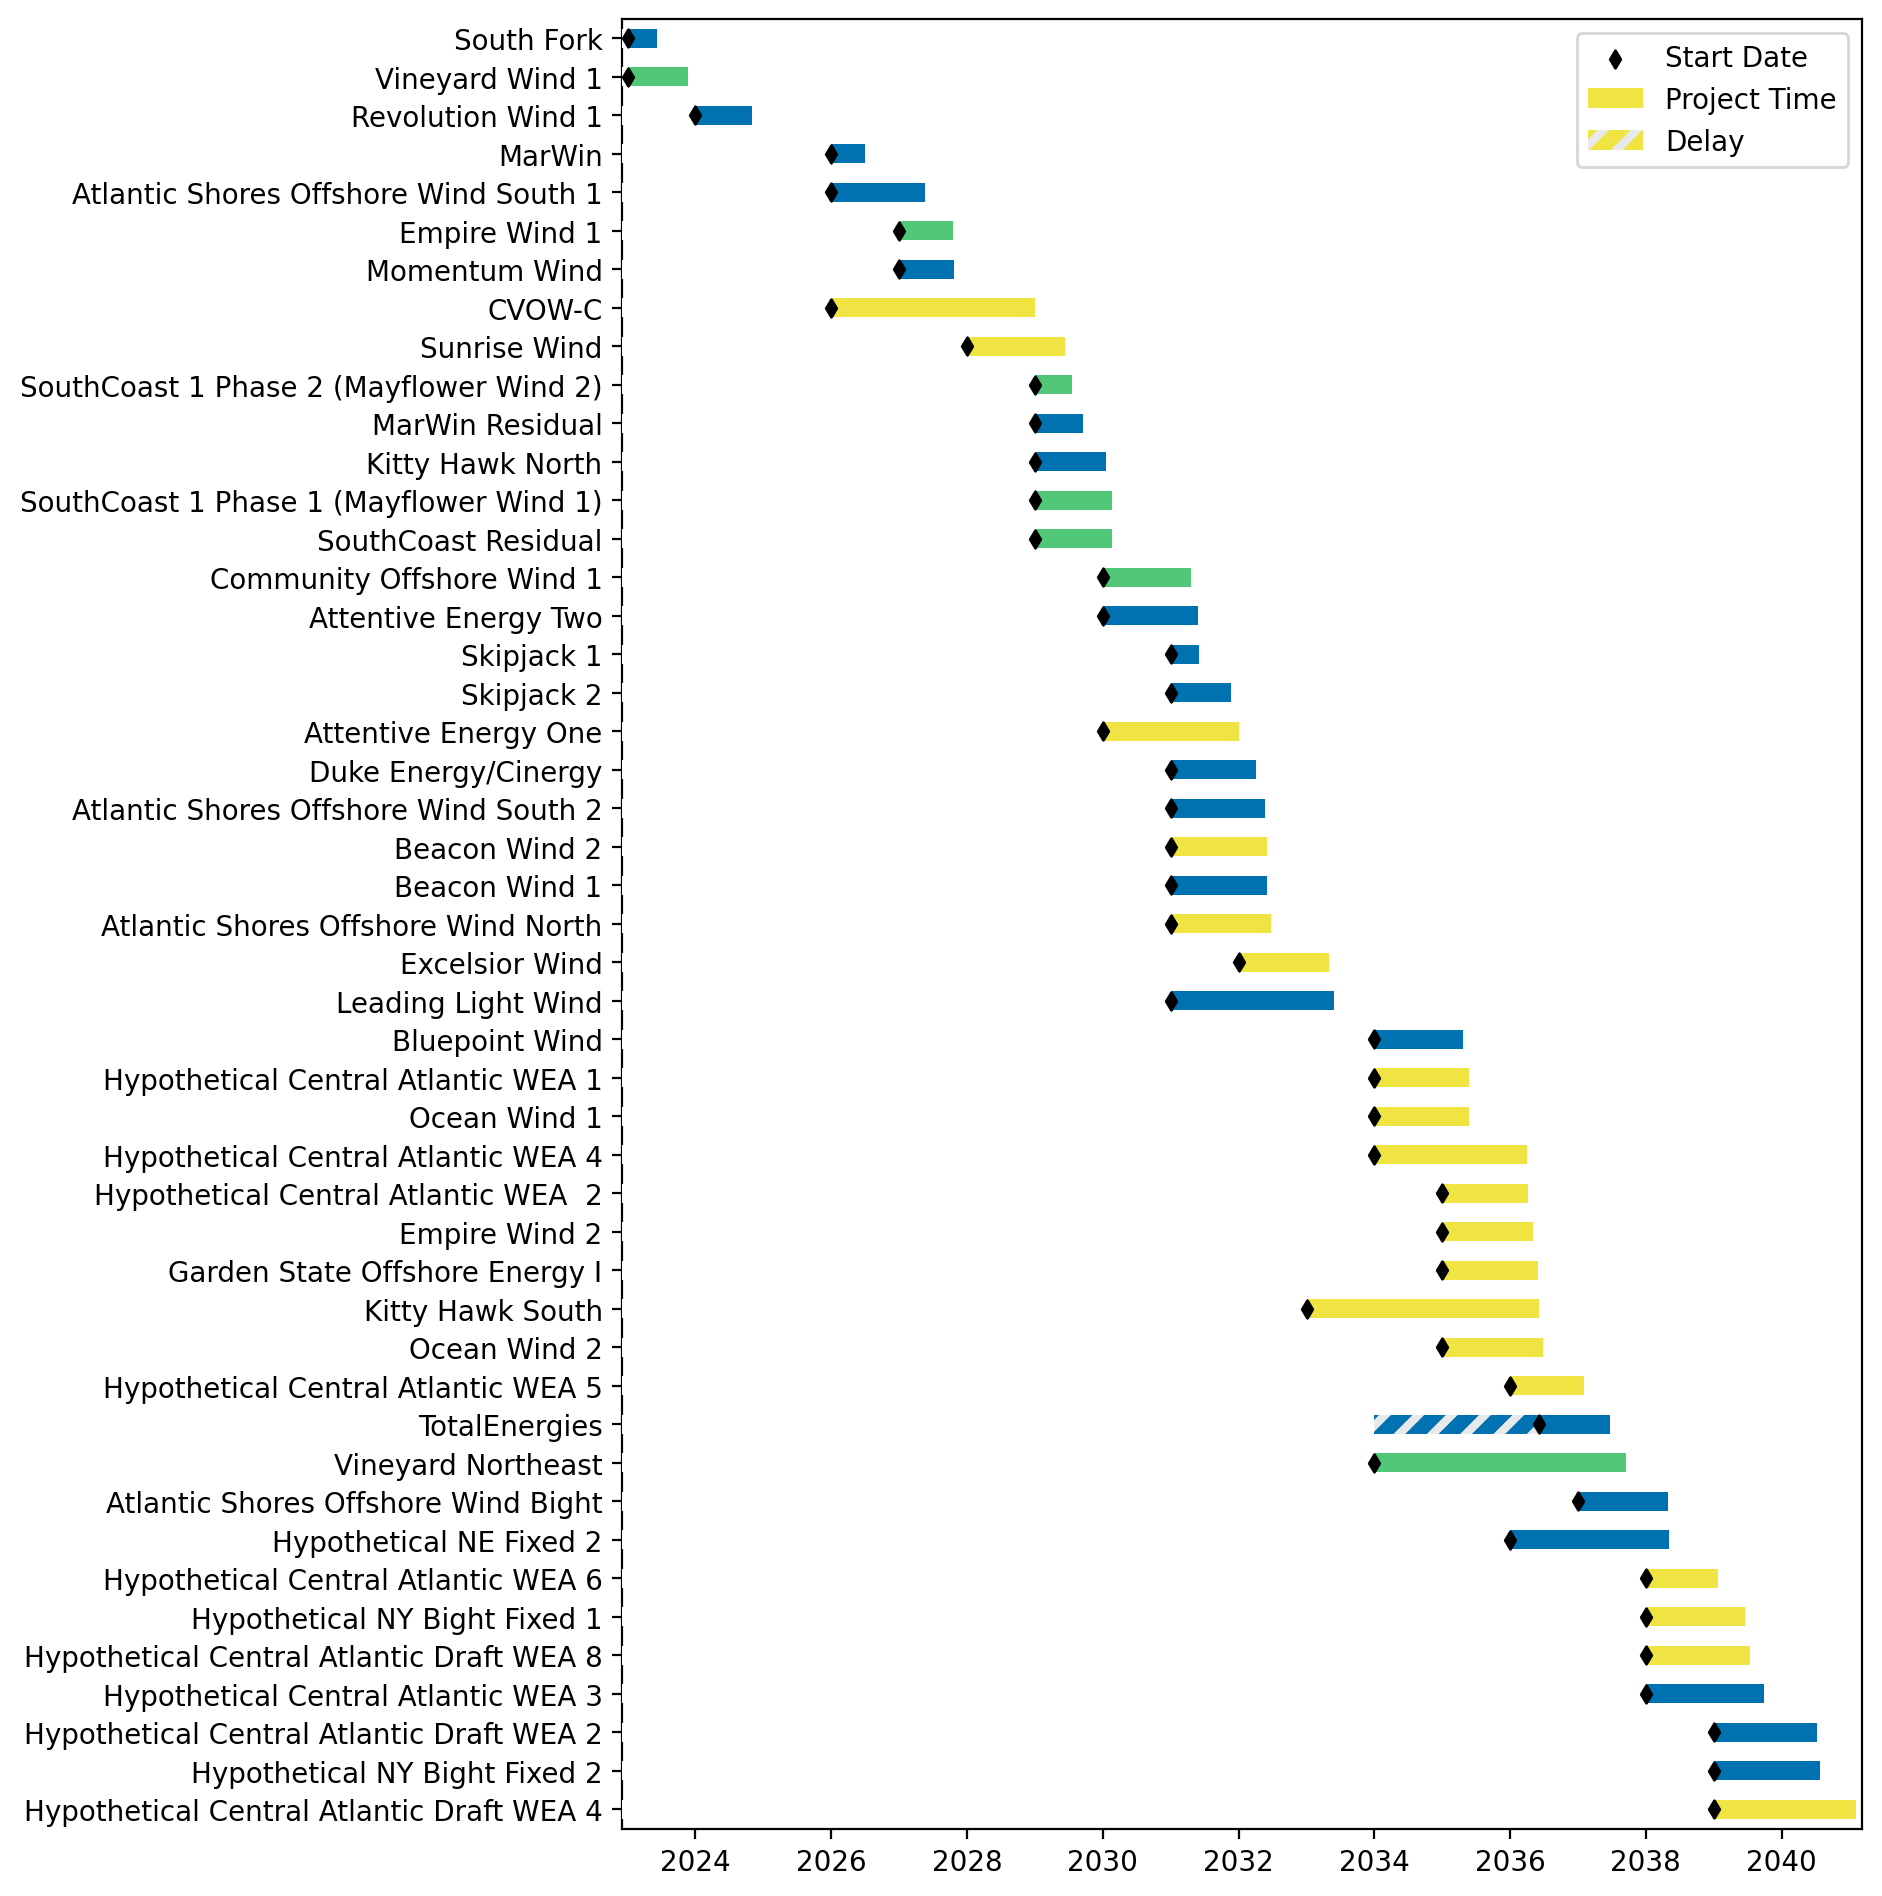 South Fork
Vineyard Wind 1
Revolution Wind 1
MarWin
Atlantic Shores Offshore Wind South 1
Empire Wind 1
Momentum Wind
CVOW-C
Sunrise Wind
SouthCoast 1 Phase 2 (Mayflower Wind 2)
MarWin Residual
Kitty Hawk North
SouthCoast 1 Phase 1 (Mayflower Wind 1)
SouthCoast Residual
Community Offshore Wind 1
Attentive Energy Two
Skipjack 1
Skipjack 2
Attentive Energy One
Duke Energy/Cinergy
Atlantic Shores Offshore Wind South 2
Beacon Wind 2
Beacon Wind 1
Atlantic Shores Offshore Wind North
Excelsior Wind
Leading Light Wind
Bluepoint Wind
Hypothetical Central Atlantic WEA 1
Ocean Wind 1
Hypothetical Central Atlantic WEA 4
Hypothetical Central Atlantic WEA  2
Empire Wind 2
Garden State Offshore Energy I
Kitty Hawk South
Ocean Wind 2
Hypothetical Central Atlantic WEA 5
TotalEnergies
Vineyard Northeast
Atlantic Shores Offshore Wind Bight
Hypothetical NE Fixed 2
Hypothetical Central Atlantic WEA 6
Hypothetical NY Bight Fixed 1
Hypothetical Central Atlantic Draft WEA 8
Hypothetical Central Atlantic WEA 3
Hypothetical Central Atlantic Draft WEA 2
Hypothetical NY Bight Fixed 2
Hypothetical Central Atlantic Draft WEA 4
Start Date
Project Time
Delay
2024 2026 2028 2030 2032 2034 2036 2038 2040